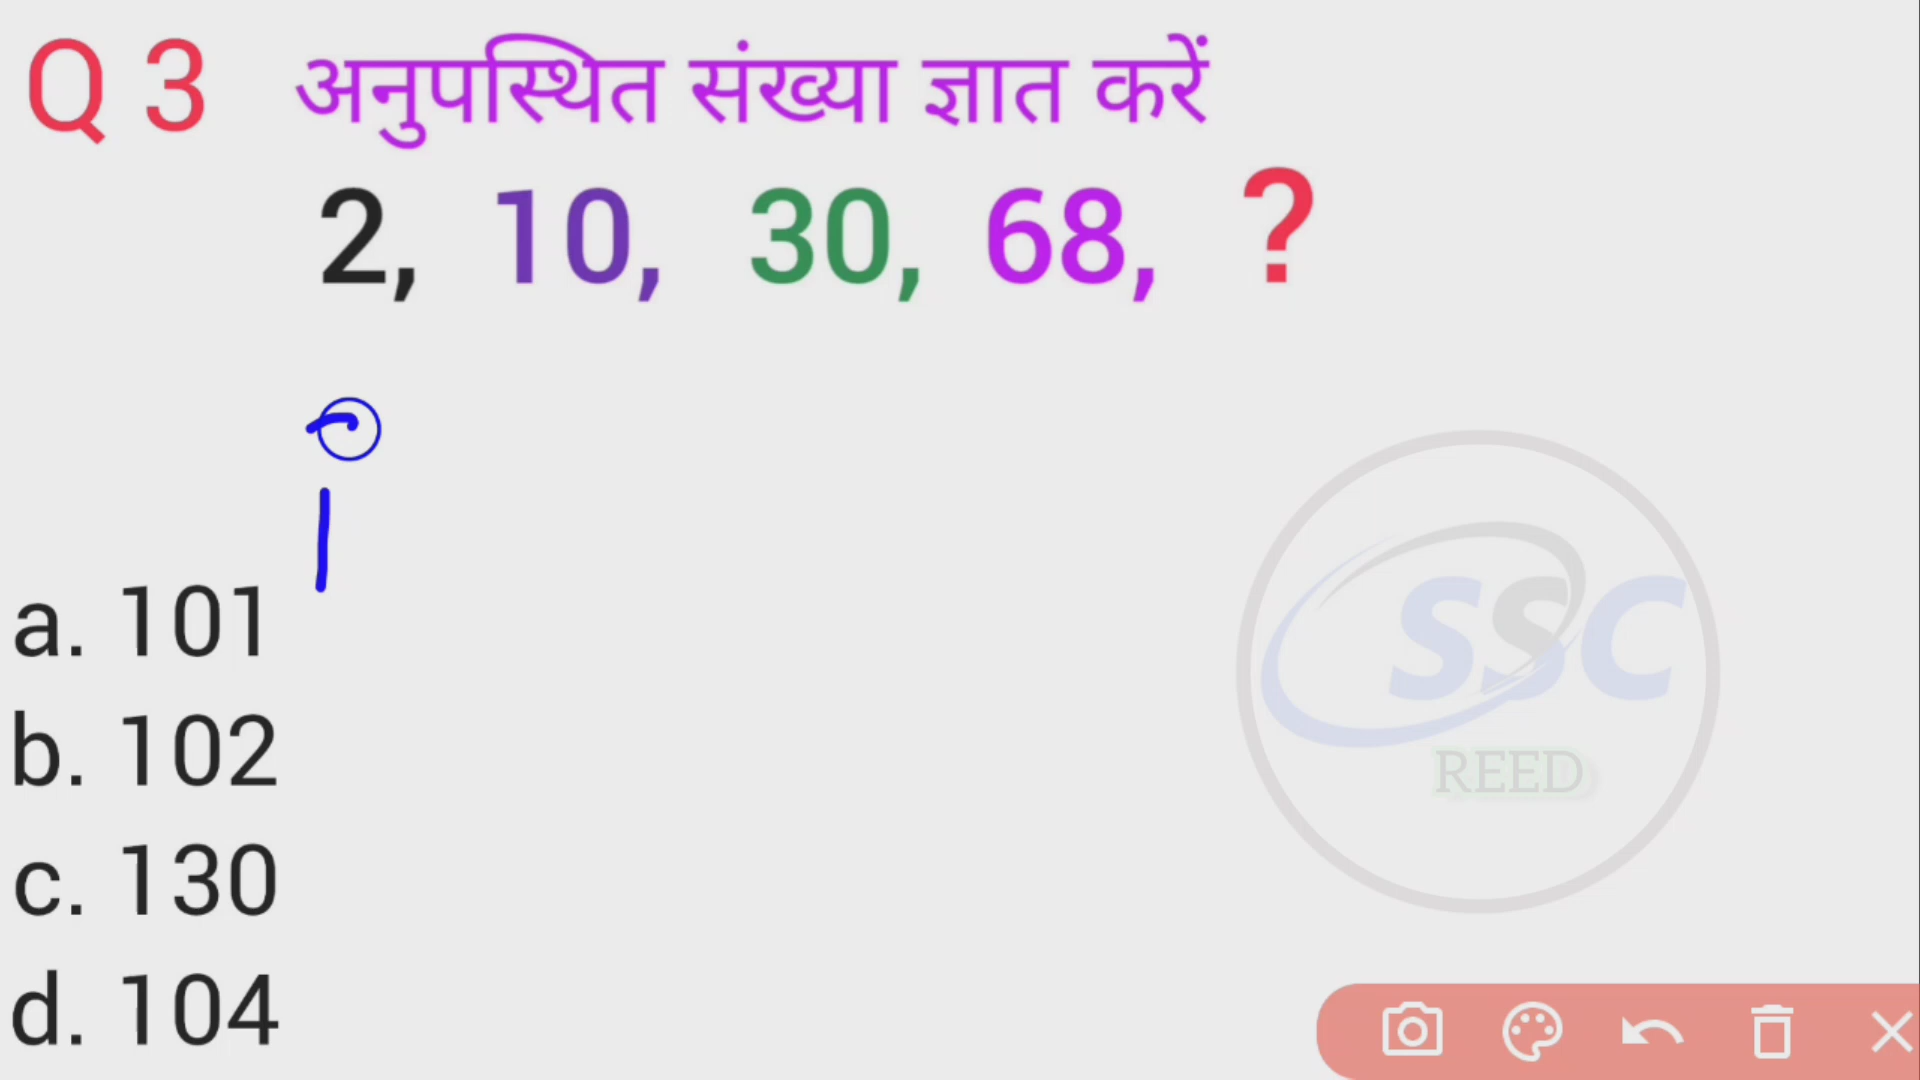 Q 3 अनुपस्थित संख्या ज्ञात करें
2, 10, 30, 68, ?
a. 101
b. 102
c. 130
d. 104
SSC
REED